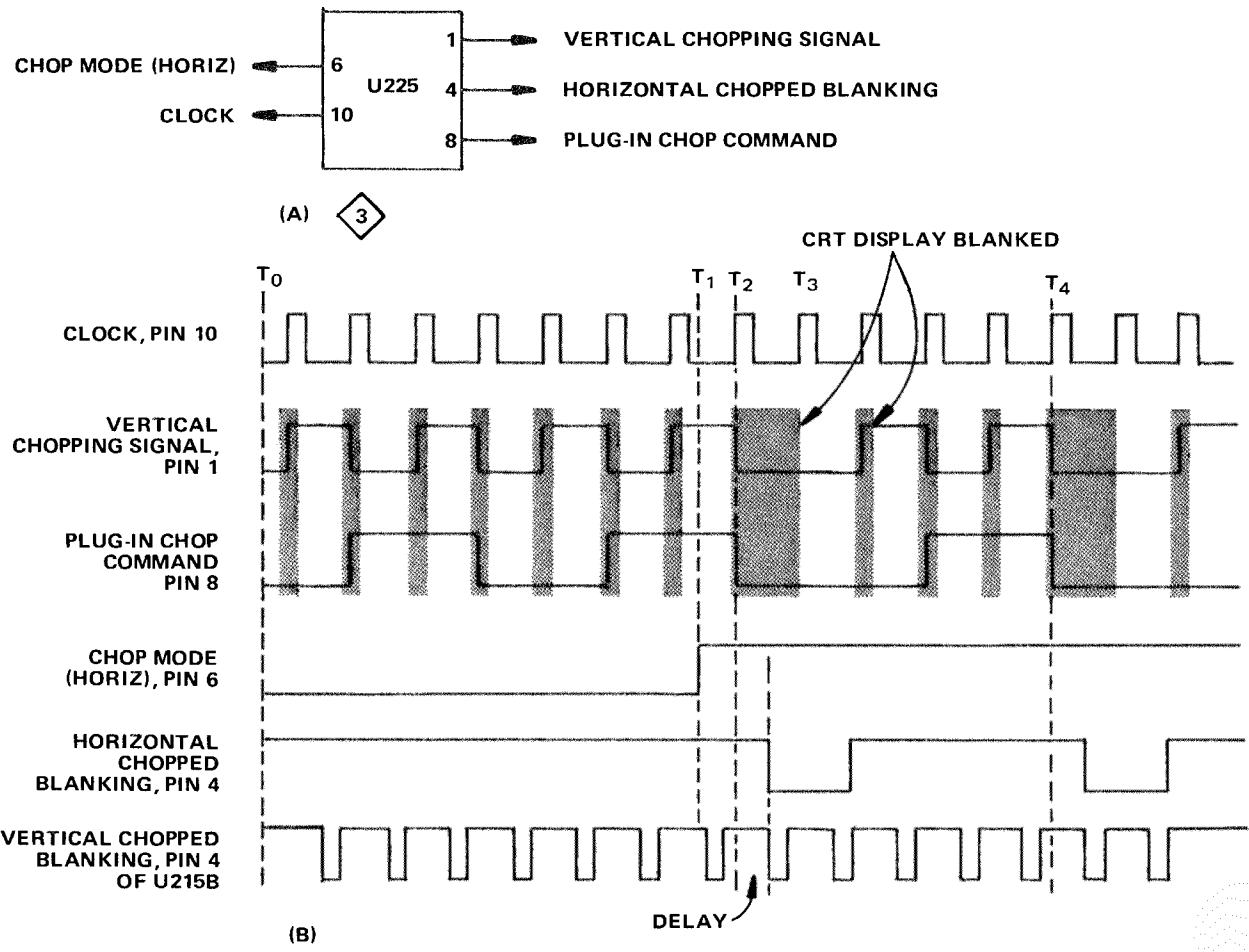 1 VERTICAL CHOPPING SIGNAL
CHOP MODE (HORIZ) 6
U225 4 HORIZONTAL CHOPPED BLANKING
CLOCK 10
8 PLUG-IN CHOP COMMAND
(A) 3
CRT DISPLAY BLANKED
T0 T1 T2 T3 T4
CLOCK, PIN 10
VERTICAL
CHOPPING SIGNAL,
PIN 1
PLUG-IN CHOP
COMMAND
PIN 8
CHOP MODE
(HORIZ), PIN 6
HORIZONTAL
CHOPPED
BLANKING, PIN 4
VERTICAL CHOPPED
BLANKING, PIN 4
OF U215B
DELAY
(B)